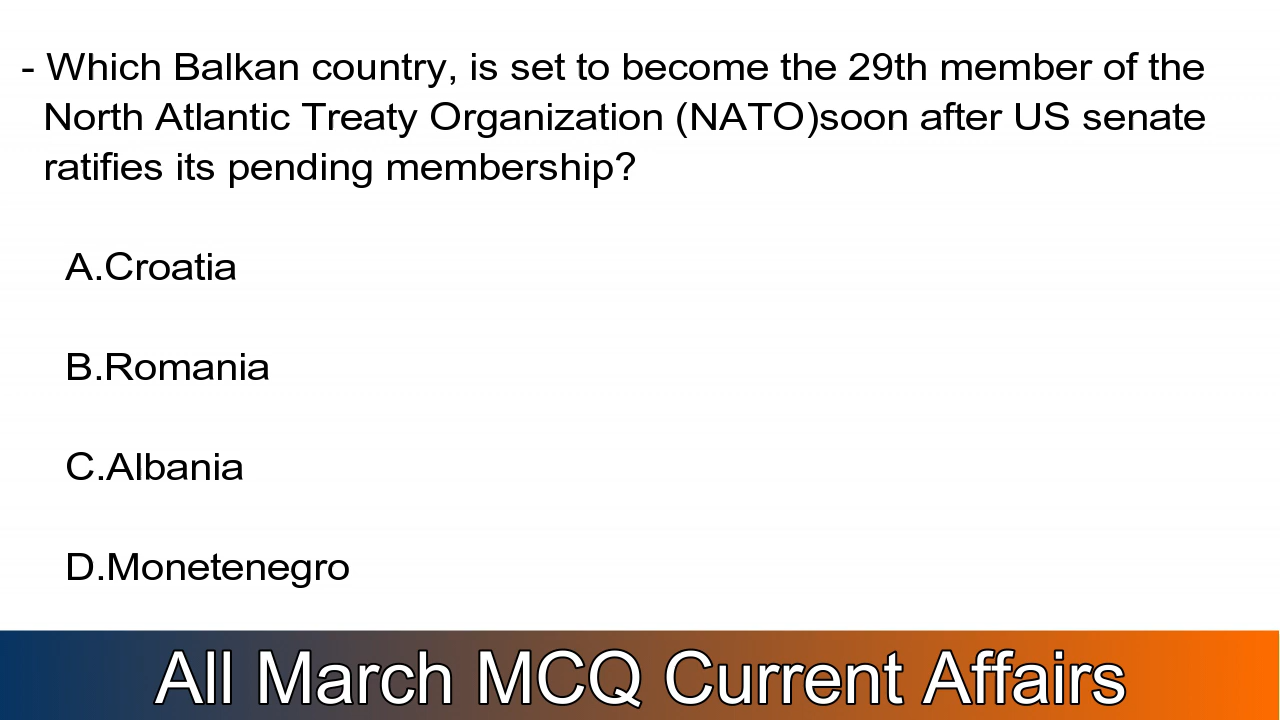 - Which Balkan country, is set to become the 29th member of the
North Atlantic Treaty Organization (NATO)soon after US senate
ratifies its pending membership?
A.Croatia
B.Romania
C.Albania
D.Monetenegro
All March MCQ Current Affairs